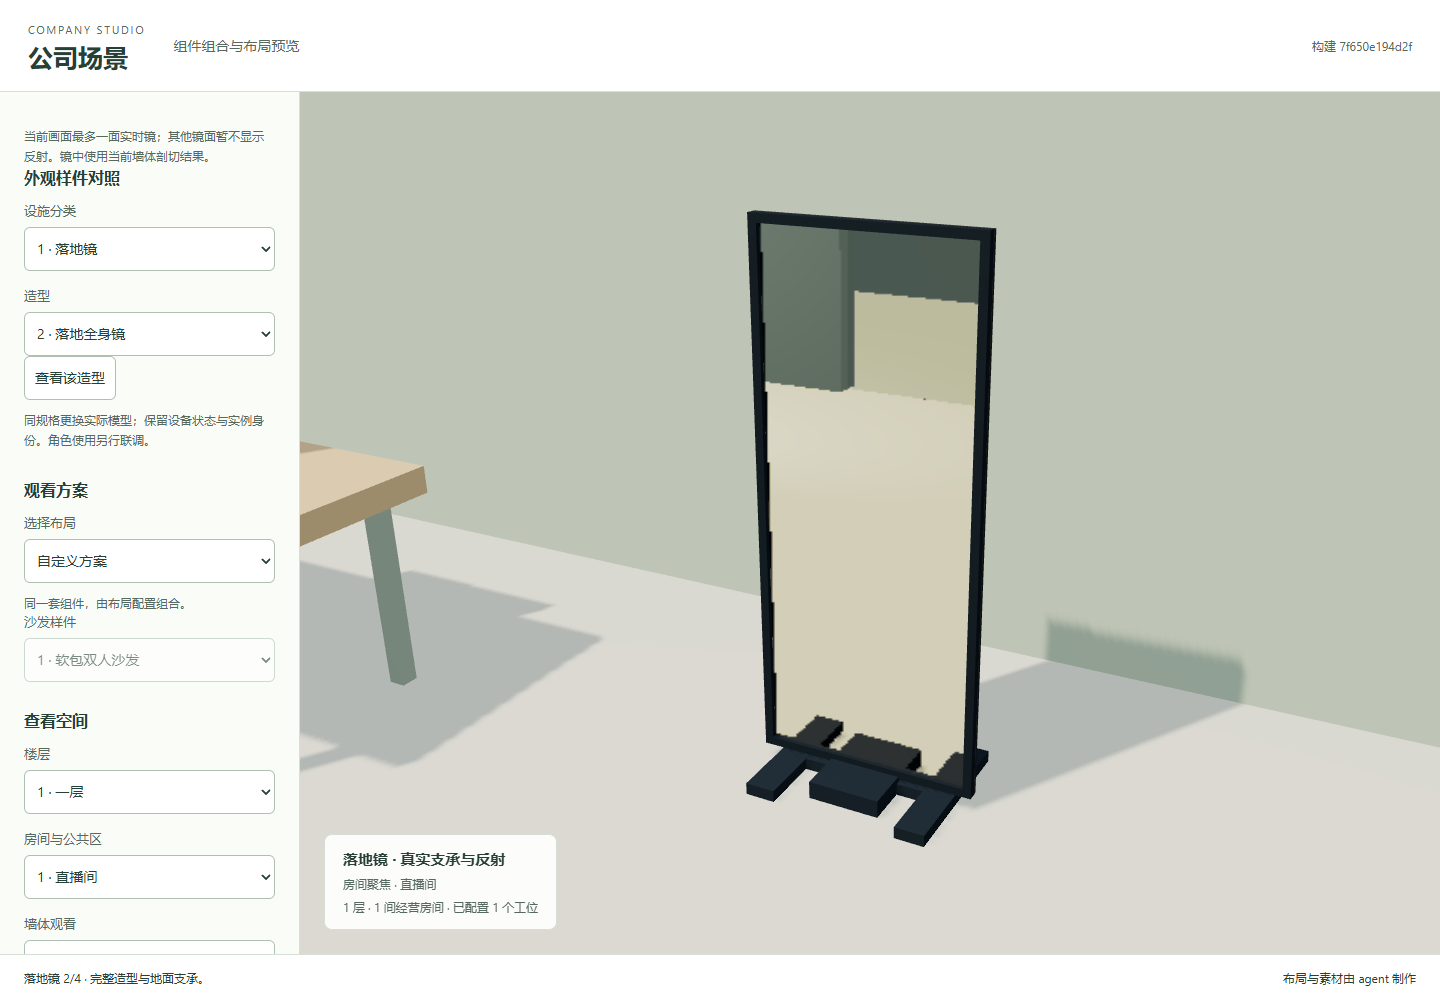 COMPANY STUDIO
公司场景
组件组合与布局预览
构建 7f650e194d2f
当前画面最多一面实时镜；其他镜面暂不显示
反射。镜中使用当前墙体剖切结果。
外观样件对照
设施分类
1 · 落地镜
造型
2 · 落地全身镜
查看该造型
同规格更换实际模型；保留设备状态与实例身
份。角色使用另行联调。
观看方案
选择布局
自定义方案
同一套组件，由布局配置组合。
沙发样件
1 · 软包双人沙发
查看空间
楼层
1 · 一层
房间与公共区
1 · 直播间
墙体观看
落地镜 · 真实支承与反射
房间聚焦 · 直播间
1 层 · 1 间经营房间 · 已配置 1 个工位
落地镜 2/4 · 完整造型与地面支承。
布局与素材由 agent 制作